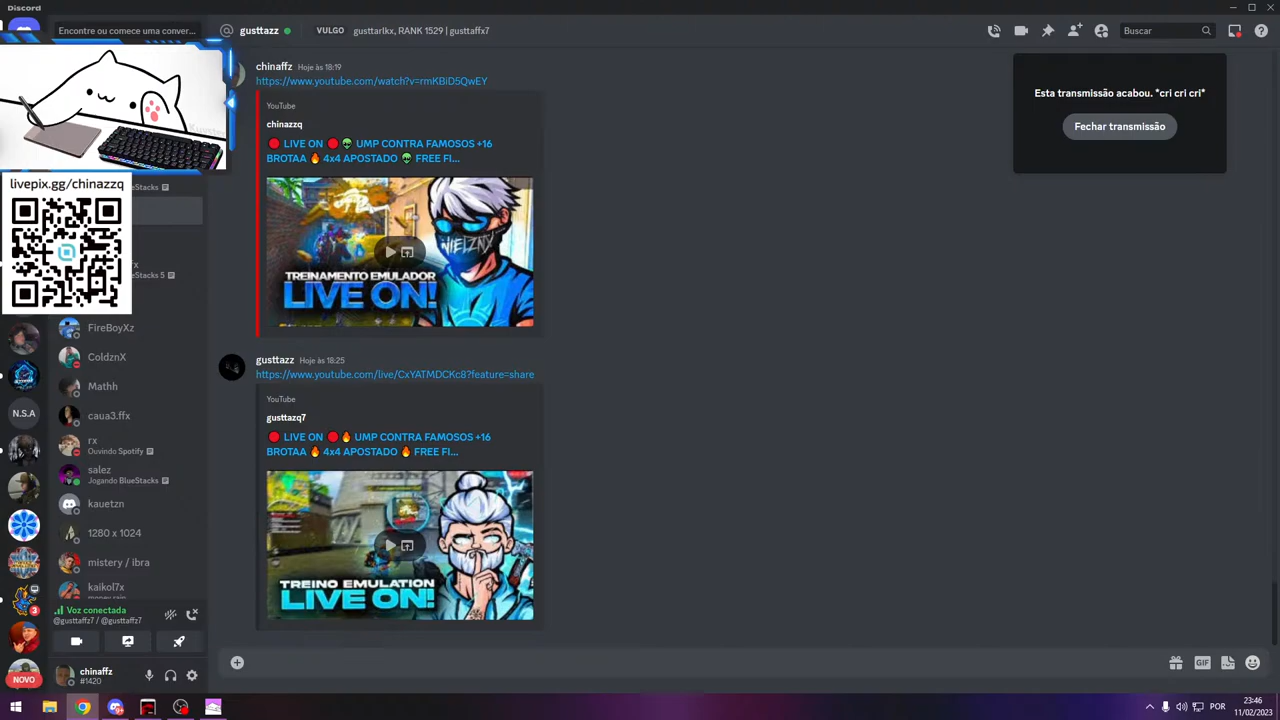 Discord
Encontre ou comece uma conver...
gusttazz
VULGO
gusttarlkx, RANK 1529 | gusttaffx7
Buscar
chinaffz Hoje às 18:19
https://www.youtube.com/watch?v=rmKBiD5QwEY
YouTube
chinazzq
🔴 LIVE ON 🔴 👽 UMP CONTRA FAMOSOS +16
BROTAA 🔥 4x4 APOSTADO 👽 FREE FI...
TREINAMENTO EMULADOR
LIVE ON!
Esta transmissão acabou. *cri cri cri*
Fechar transmissão
livepix.gg/chinazzq
ueStacks
ueStacks 5
FireBoyXz
ColdznX
Mathh
N.S.A
caua3.ffx
rx
Ouvindo Spotify
salez
Jogando BlueStacks
kauetzn
1280 x 1024
mistery / ibra
kaikol7x
3
gusttazz Hoje às 18:25
https://www.youtube.com/live/CxYATMDCKc8?feature=share
YouTube
gusttazq7
🔴 LIVE ON 🔴 🔥 UMP CONTRA FAMOSOS +16
BROTAA 🔥 4x4 APOSTADO 🔥 FREE FI...
TREINO EMULATION
LIVE ON!
Voz conectada
@gusttaffz7 / @gusttaffz7
NOVO
chinaffz
#1420
GIF
POR
23:46
11/02/2023